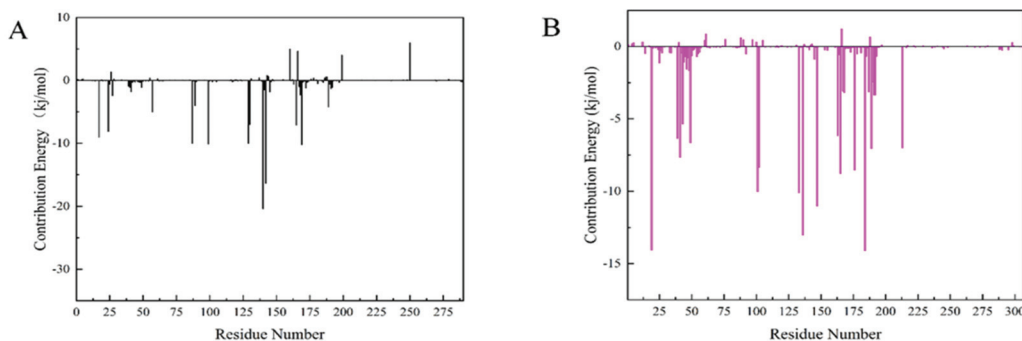 A
Contribution Energy (kj/mol)
10
0
-10
-20
-30
0 25 50 75 100 125 150 175 200 225 250 275
Residue Number
B
Contribution Energy (kj/mol)
0
-5
-10
-15
25 50 75 100 125 150 175 200 225 250 275 300
Residue Number